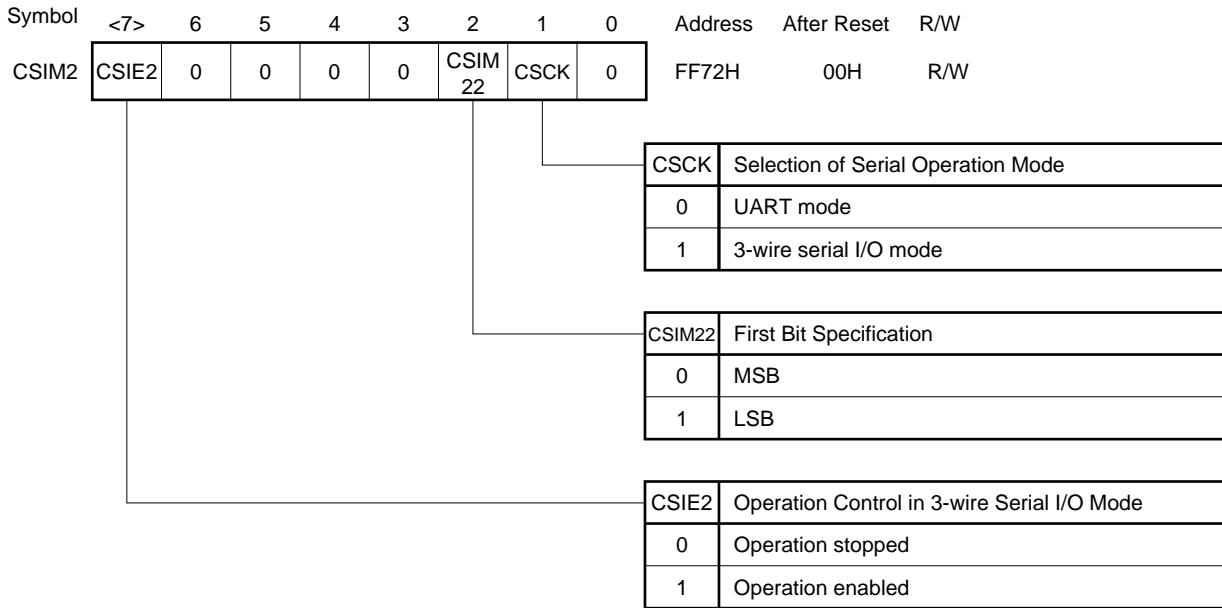 Symbol <7> 6 5 4 3 2 1 0 Address After Reset R/W
CSIM2 CSIE2 0 0 0 0 CSIM 22 CSCK 0 FF72H 00H R/W
CSCK Selection of Serial Operation Mode
0 UART mode
1 3-wire serial I/O mode
CSIM22 First Bit Specification
0 MSB
1 LSB
CSIE2 Operation Control in 3-wire Serial I/O Mode
0 Operation stopped
1 Operation enabled